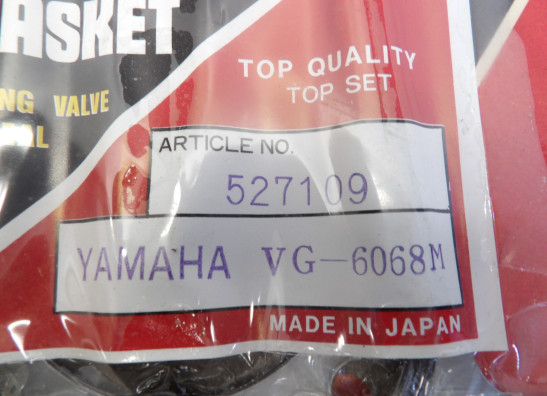 ASKET
NG VALVE
AL
TOP QUALITY
TOP SET
ARTICLE NO.
527109
YAMAHA VG-6068M
MADE IN JAPAN